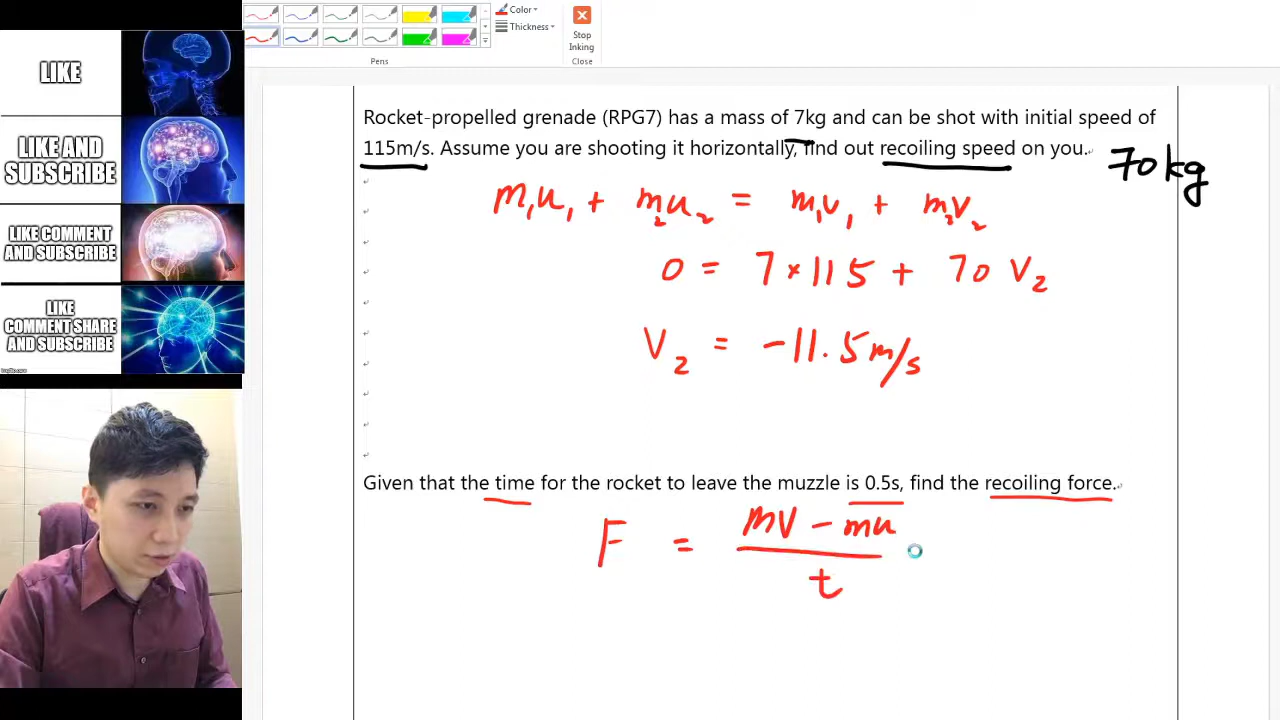 Color
Thickness
Stop
Inking
Pens
Close
LIKE
LIKE AND
SUBSCRIBE
LIKE COMMENT
AND SUBSCRIBE
LIKE
COMMENT SHARE
AND SUBSCRIBE
Rocket-propelled grenade (RPG7) has a mass of 7kg and can be shot with initial speed of
115m/s. Assume you are shooting it horizontally, find out recoiling speed on you.
70kg
m₁u₁ + m₂u₂ = m₁v₁ + m₂v₂
0 = 7×115 + 70 V₂
V₂ = -11.5m/s
Given that the time for the rocket to leave the muzzle is 0.5s, find the recoiling force.
F = mv - mu
t